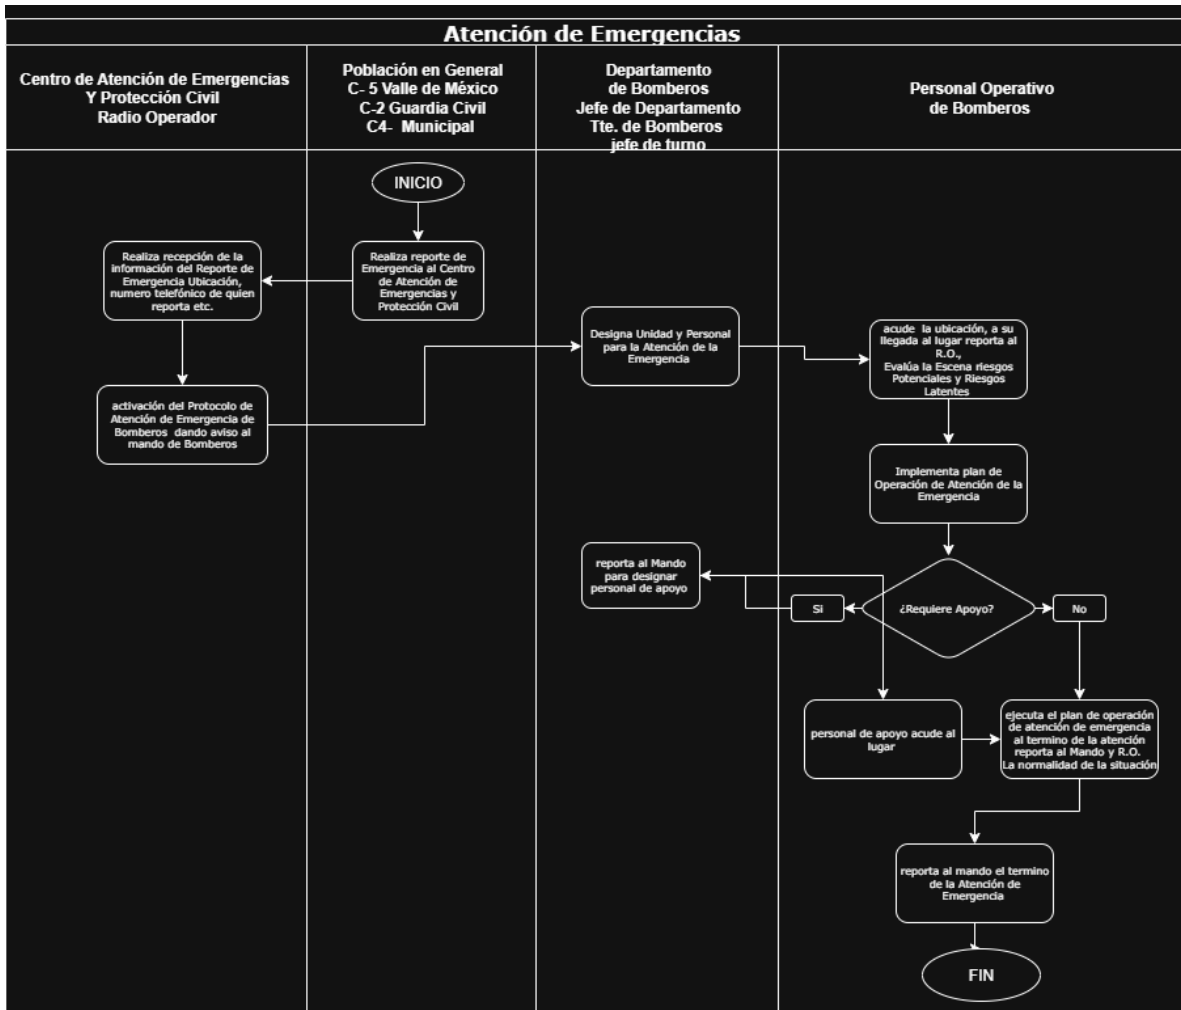 Atención de Emergencias
Centro de Atención de Emergencias
Y Protección Civil
Radio Operador
Población en General
C- 5 Valle de México
C-2 Guardia Civil
C4-  Municipal
Departamento
de Bomberos
Jefe de Departamento
Tte. de Bomberos
jefe de turno
Personal Operativo
de Bomberos
INICIO
Realiza reporte de
Emergencia al Centro
de Atención de
Emergencias y
Protección Civil
Realiza recepción de la
información del Reporte de
Emergencia Ubicación,
numero telefónico de quien
reporta etc.
activación del Protocolo de
Atención de Emergencia de
Bomberos  dando aviso al
mando de Bomberos
Designa Unidad y Personal
para la Atención de la
Emergencia
acude  la ubicación, a su
llegada al lugar reporta al
R.O.,
Evalúa la Escena riesgos
Potenciales y Riesgos
Latentes
Implementa plan de
Operación de Atención de la
Emergencia
¿Requiere Apoyo?
Si
No
reporta al Mando
para designar
personal de apoyo
personal de apoyo acude al
lugar
ejecuta el plan de operación
de atención de emergencia
al termino de la atención
reporta al Mando y R.O.
La normalidad de la situación
reporta al mando el termino
de la Atención de
Emergencia
FIN